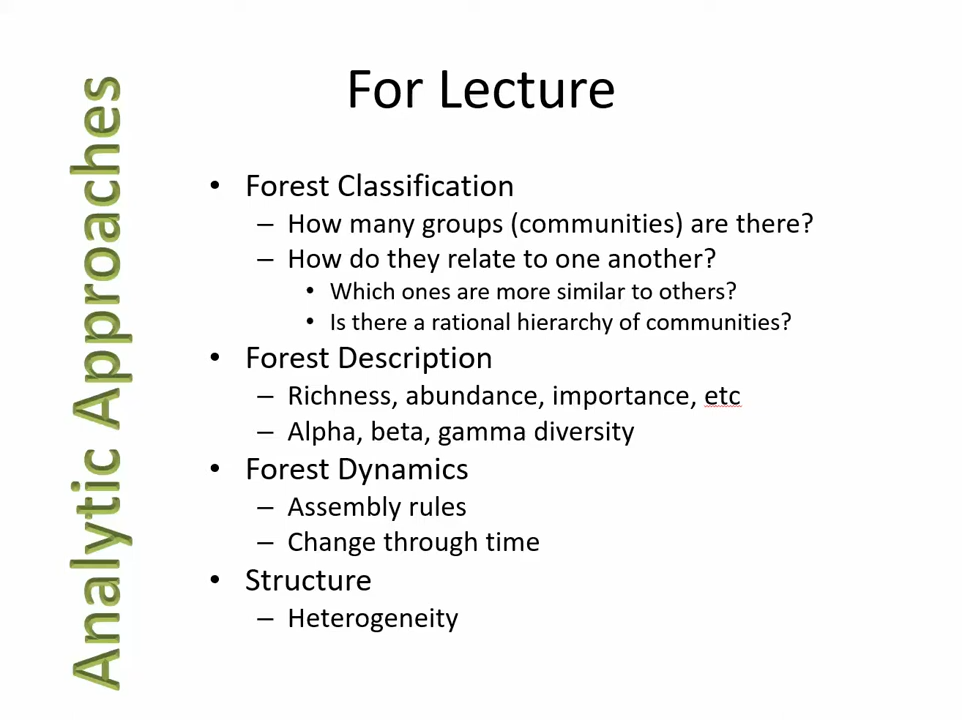 For Lecture
Analytic Approaches
• Forest Classification
– How many groups (communities) are there?
– How do they relate to one another?
• Which ones are more similar to others?
• Is there a rational hierarchy of communities?
• Forest Description
– Richness, abundance, importance, etc
– Alpha, beta, gamma diversity
• Forest Dynamics
– Assembly rules
– Change through time
• Structure
– Heterogeneity